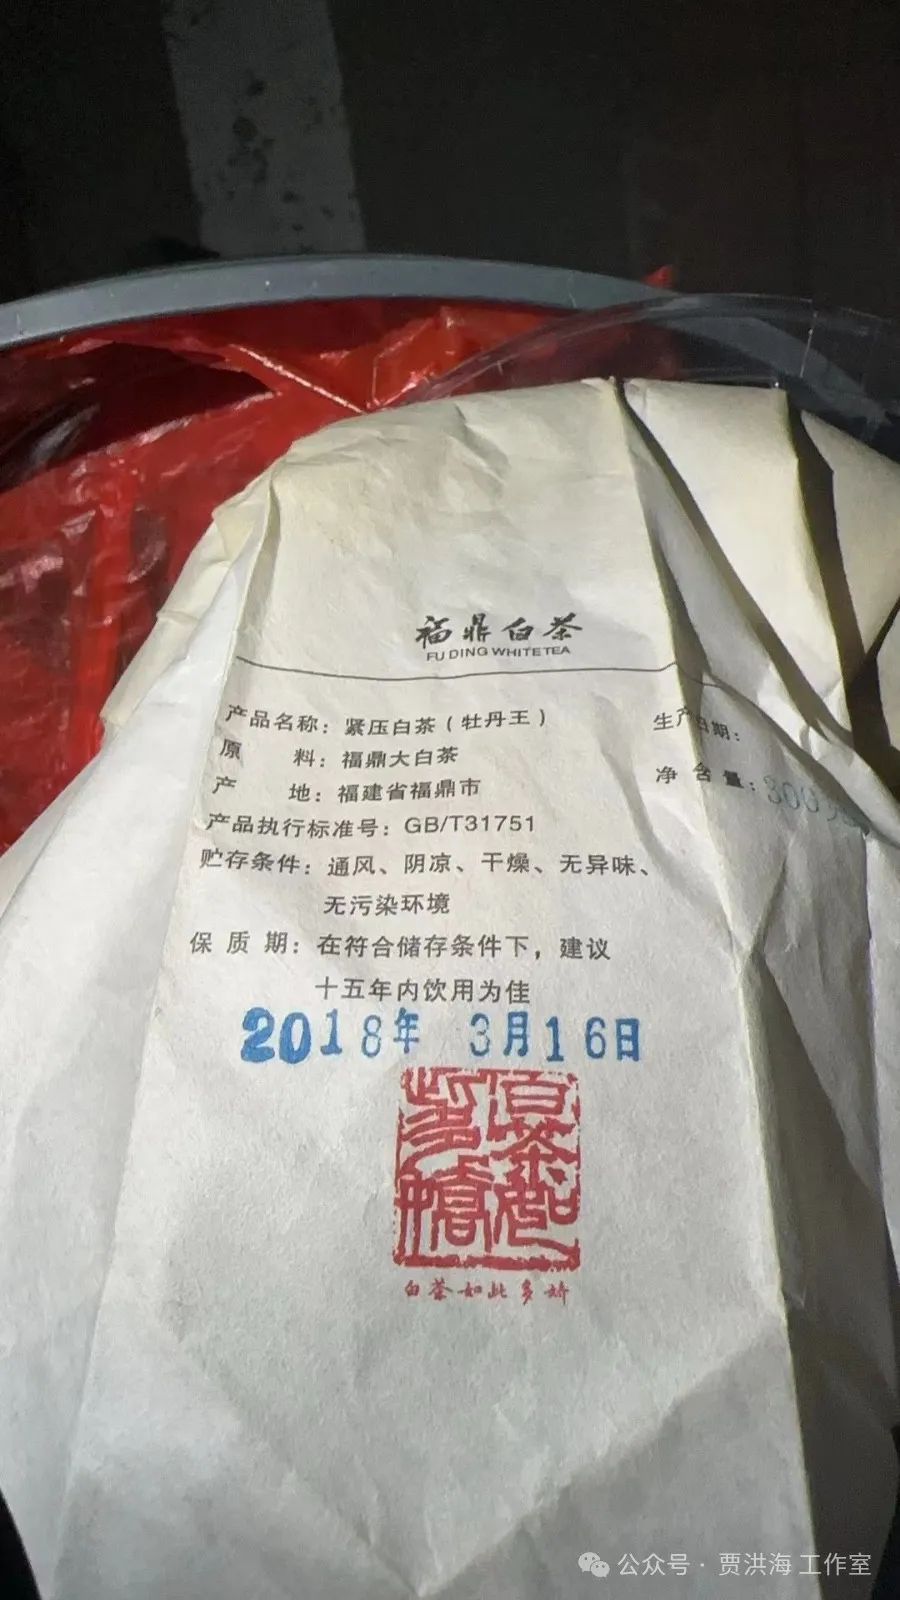 福鼎白茶
FU DING WHITE TEA
产品名称：紧压白茶（牡丹王）
生产日期：
原 料：福鼎大白茶
净含量：300克
产 地：福建省福鼎市
产品执行标准号：GB/T31751
贮存条件：通风、阴凉、干燥、无异味、
无污染环境
保质期：在符合储存条件下，建议
十五年内饮用为佳
2018年 3月16日
白茶如此多娇
公众号 · 贾洪海 工作室